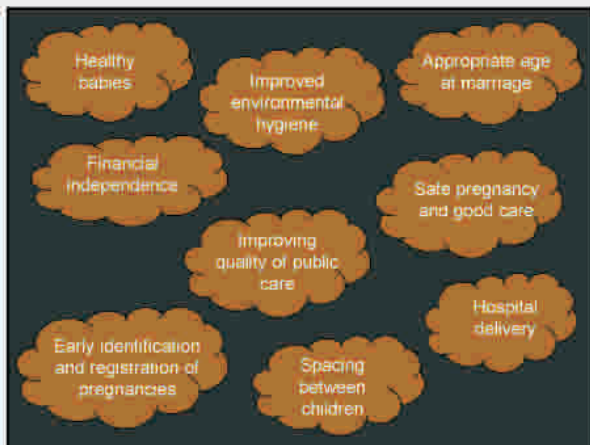 Healthy
babies
Improved
environmental
hygiene
Appropriate age
at marriage
Financial
independence
Safe pregnancy
and good care
Improving
quality of public
care
Hospital
delivery
Early identification
and registration of
pregnancies
Spacing
between
children